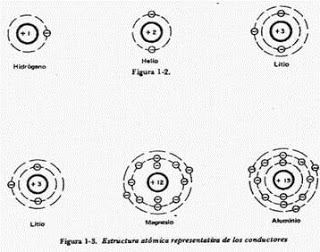 +1
+2
+3
Hidrógeno
Helio
Litio
Figura 1-2.
+3
+12
+13
Litio
Magnesio
Aluminio
Figura 1-3. Estructura atómica representativa de los conductores